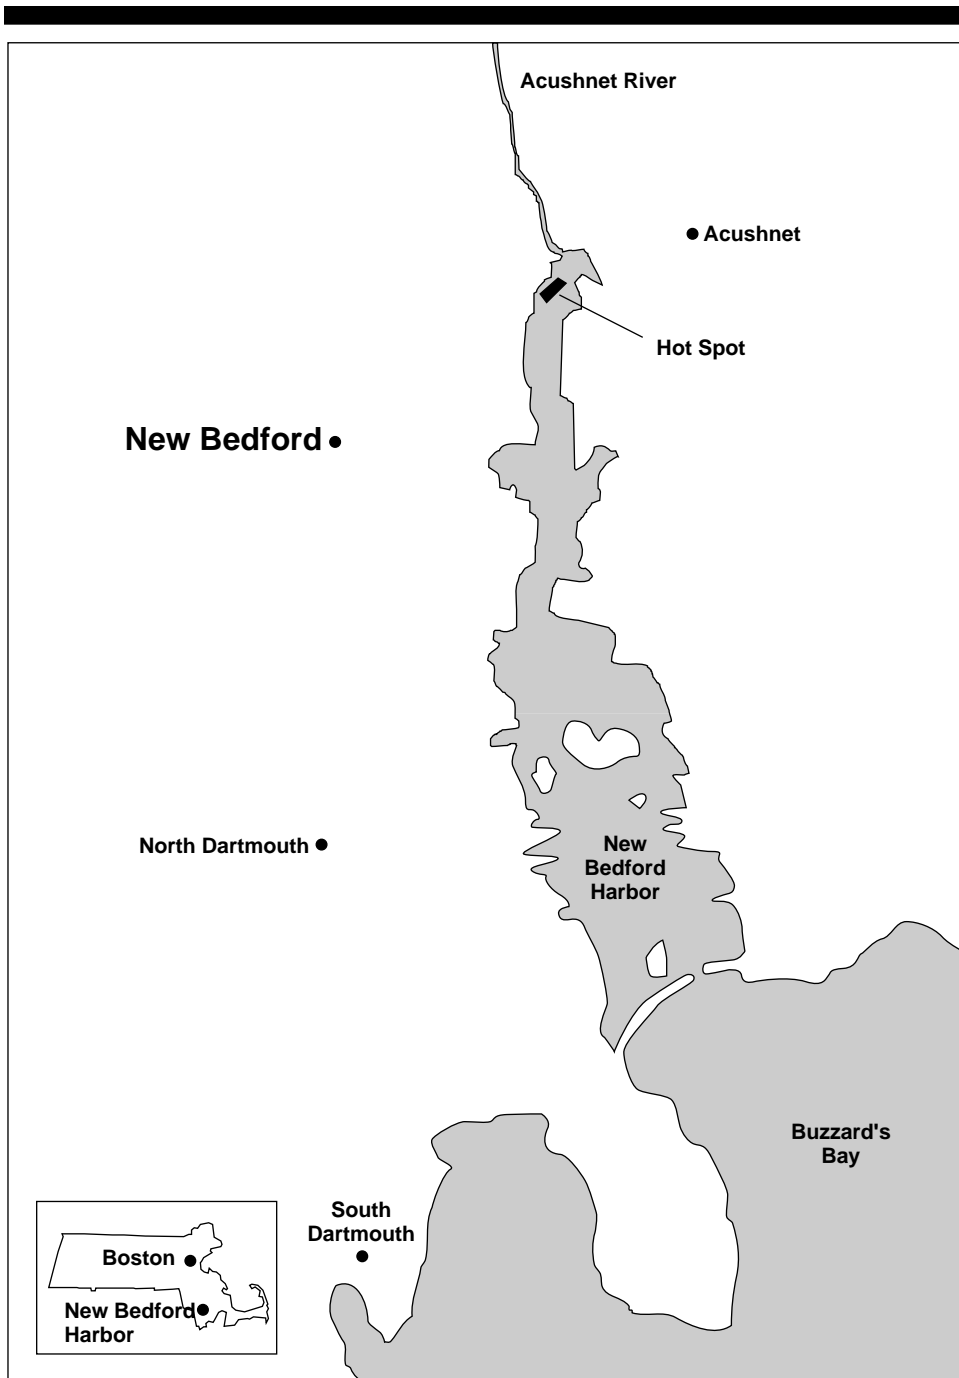 Acushnet River
Acushnet
Hot Spot
New Bedford
North Dartmouth
New
Bedford
Harbor
Buzzard's
Bay
South
Dartmouth
Boston
New Bedford
Harbor